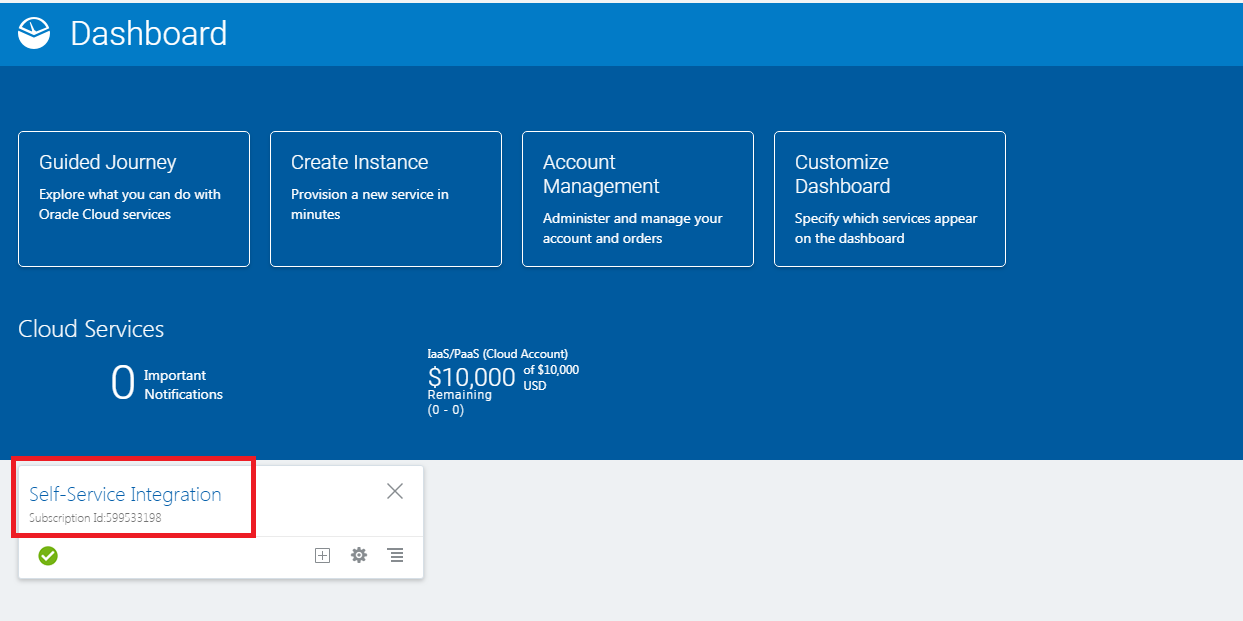 Dashboard
Guided Journey
Explore what you can do with
Oracle Cloud services
Create Instance
Provision a new service in
minutes
Account
Management
Administer and manage your
account and orders
Customize
Dashboard
Specify which services appear
on the dashboard
Cloud Services
0 Important
Notifications
IaaS/PaaS (Cloud Account)
$10,000 of $10,000
USD
Remaining
(0 - 0)
Self-Service Integration
Subscription Id:599533198